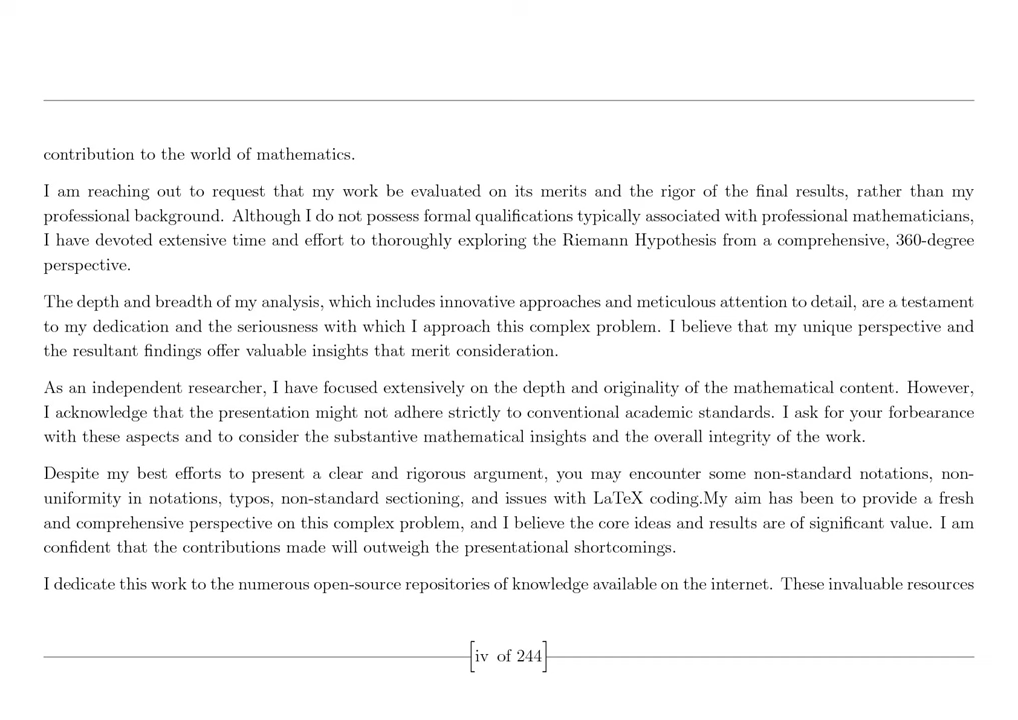 contribution to the world of mathematics.
I am reaching out to request that my work be evaluated on its merits and the rigor of the final results, rather than my
professional background. Although I do not possess formal qualifications typically associated with professional mathematicians,
I have devoted extensive time and effort to thoroughly exploring the Riemann Hypothesis from a comprehensive, 360-degree
perspective.
The depth and breadth of my analysis, which includes innovative approaches and meticulous attention to detail, are a testament
to my dedication and the seriousness with which I approach this complex problem. I believe that my unique perspective and
the resultant findings offer valuable insights that merit consideration.
As an independent researcher, I have focused extensively on the depth and originality of the mathematical content. However,
I acknowledge that the presentation might not adhere strictly to conventional academic standards. I ask for your forbearance
with these aspects and to consider the substantive mathematical insights and the overall integrity of the work.
Despite my best efforts to present a clear and rigorous argument, you may encounter some non-standard notations, non-
uniformity in notations, typos, non-standard sectioning, and issues with LaTeX coding.My aim has been to provide a fresh
and comprehensive perspective on this complex problem, and I believe the core ideas and results are of significant value. I am
confident that the contributions made will outweigh the presentational shortcomings.
I dedicate this work to the numerous open-source repositories of knowledge available on the internet. These invaluable resources
[iv of 244]